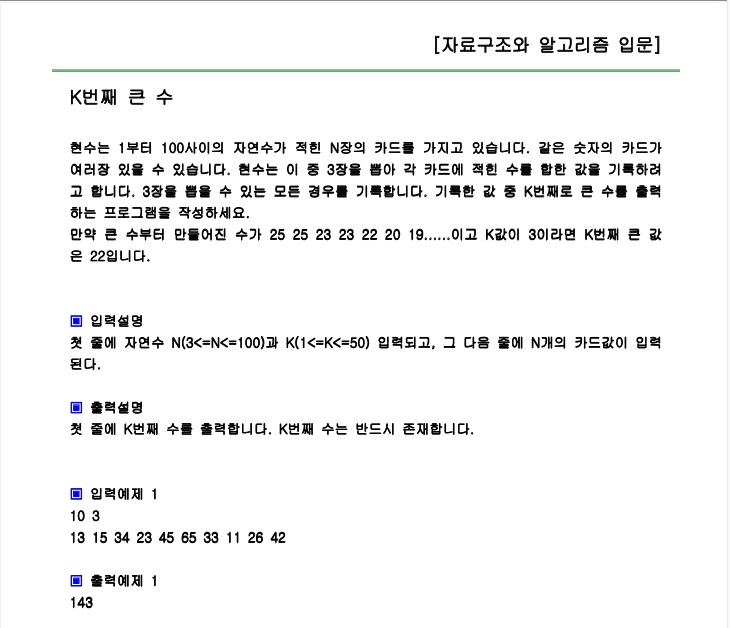 [자료구조와 알고리즘 입문]
K번째 큰 수
현수는 1부터 100사이의 자연수가 적힌 N장의 카드를 가지고 있습니다. 같은 숫자의 카드가
여러장 있을 수 있습니다. 현수는 이 중 3장을 뽑아 각 카드에 적힌 수를 합한 값을 기록하려
고 합니다. 3장을 뽑을 수 있는 모든 경우를 기록합니다. 기록한 값 중 K번째로 큰 수를 출력
하는 프로그램을 작성하세요.
만약 큰 수부터 만들어진 수가 25 25 23 23 22 20 19......이고 K값이 3이라면 K번째 큰 값
은 22입니다.
▣ 입력설명
첫 줄에 자연수 N(3<=N<=100)과 K(1<=K<=50) 입력되고, 그 다음 줄에 N개의 카드값이 입력
된다.
▣ 출력설명
첫 줄에 K번째 수를 출력합니다. K번째 수는 반드시 존재합니다.
▣ 입력예제 1
10 3
13 15 34 23 45 65 33 11 26 42
▣ 출력예제 1
143